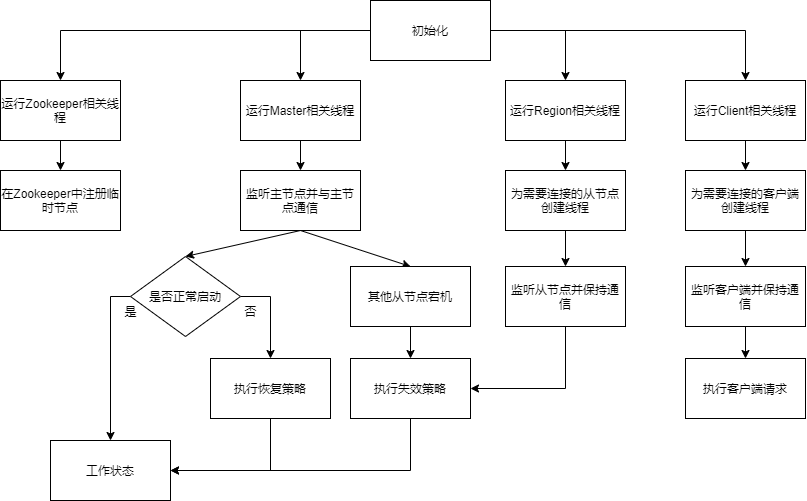 初始化
运行Zookeeper相关线
程
运行Master相关线程
运行Region相关线程
运行Client相关线程
在Zookeeper中注册临
时节点
监听主节点并与主节
点通信
为需要连接的从节点
创建线程
为需要连接的客户端
创建线程
是否正常启动
是
否
其他从节点宕机
监听从节点并保持通
信
监听客户端并保持通
信
执行恢复策略
执行失效策略
执行客户端请求
工作状态